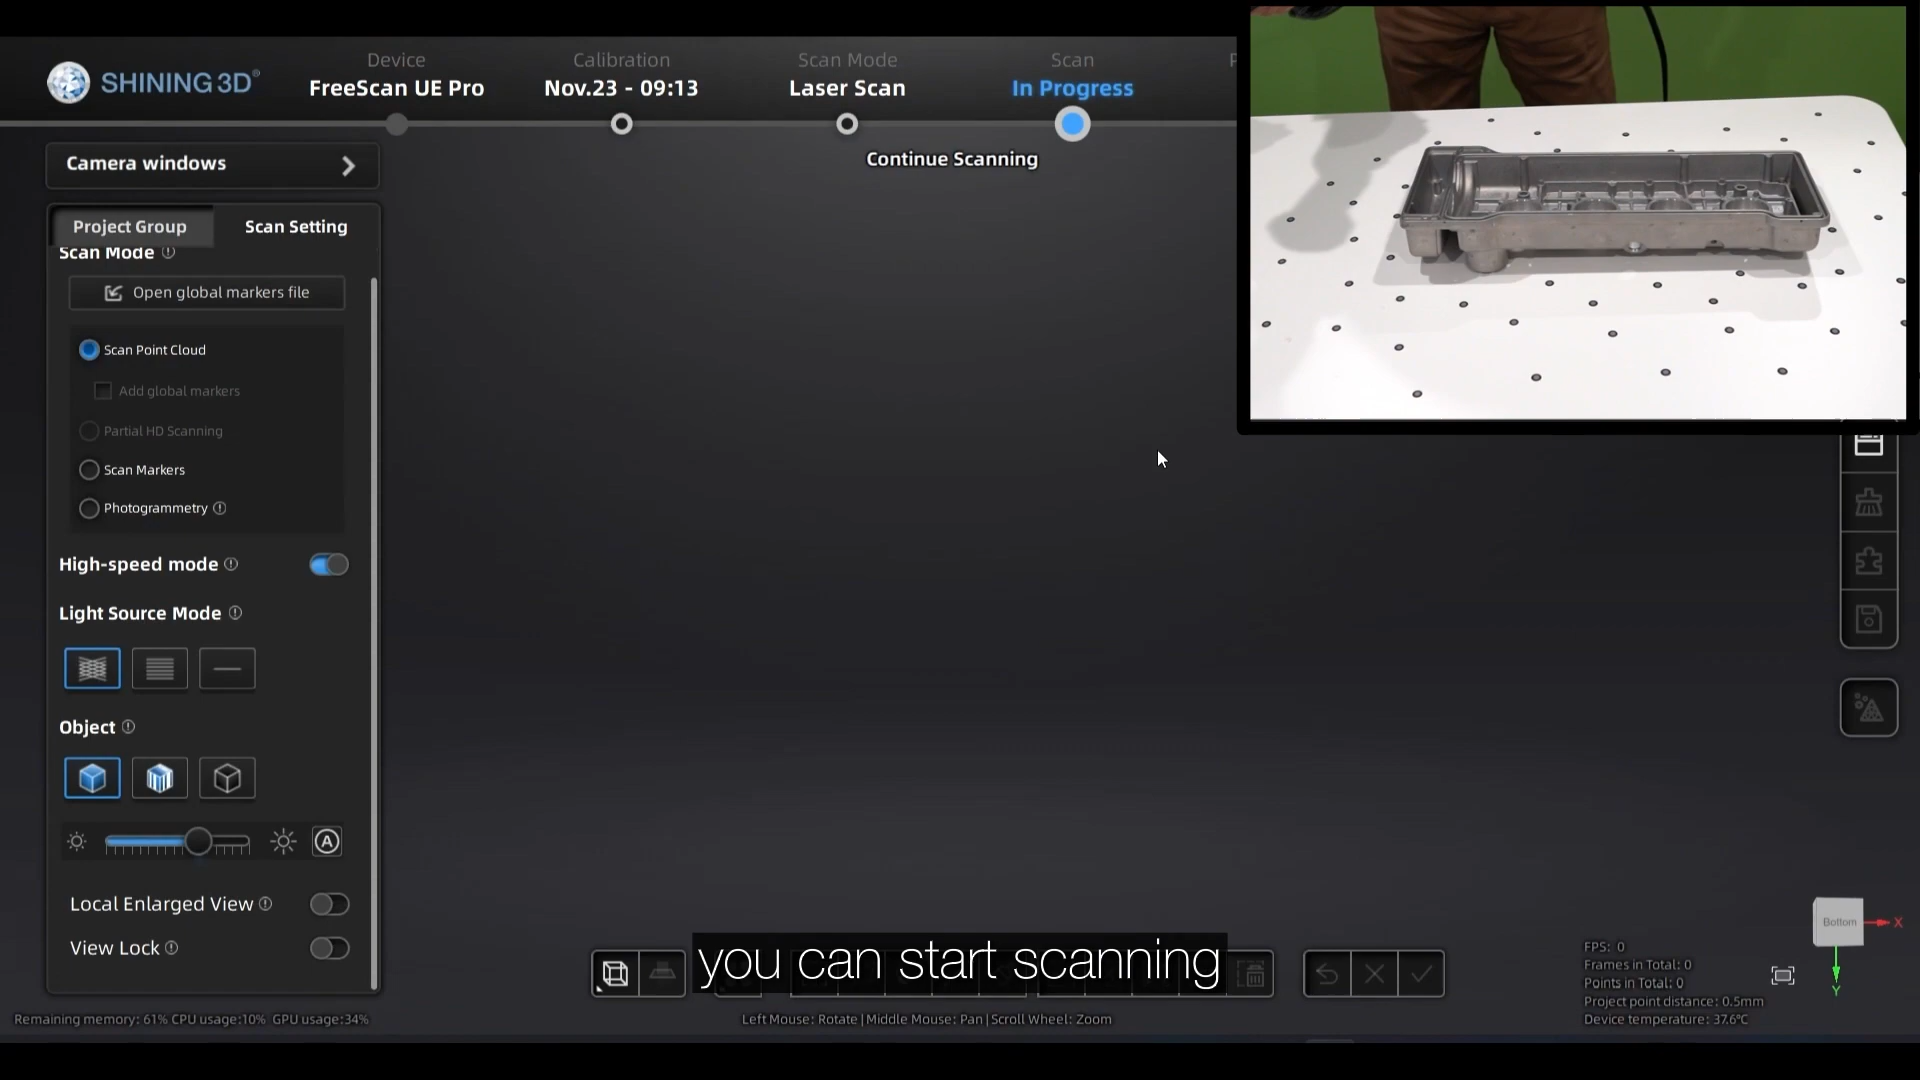 SHINING 3D®
Device
FreeScan UE Pro
Calibration
Nov.23 - 09:13
Scan Mode
Laser Scan
Scan
In Progress
Continue Scanning
Camera windows
Project Group
Scan Setting
Scan Mode
Open global markers file
Scan Point Cloud
Add global markers
Partial HD Scanning
Scan Markers
Photogrammetry
High-speed mode
Light Source Mode
Object
A
Local Enlarged View
View Lock
you can start scanning
Bottom
X
Y
FPS: 0
Frames in Total: 0
Points in Total: 0
Project point distance: 0.5mm
Device temperature: 37.6℃
Remaining memory: 61% CPU usage:10% GPU usage:34%
Left Mouse: Rotate|Middle Mouse: Pan|Scroll Wheel: Zoom